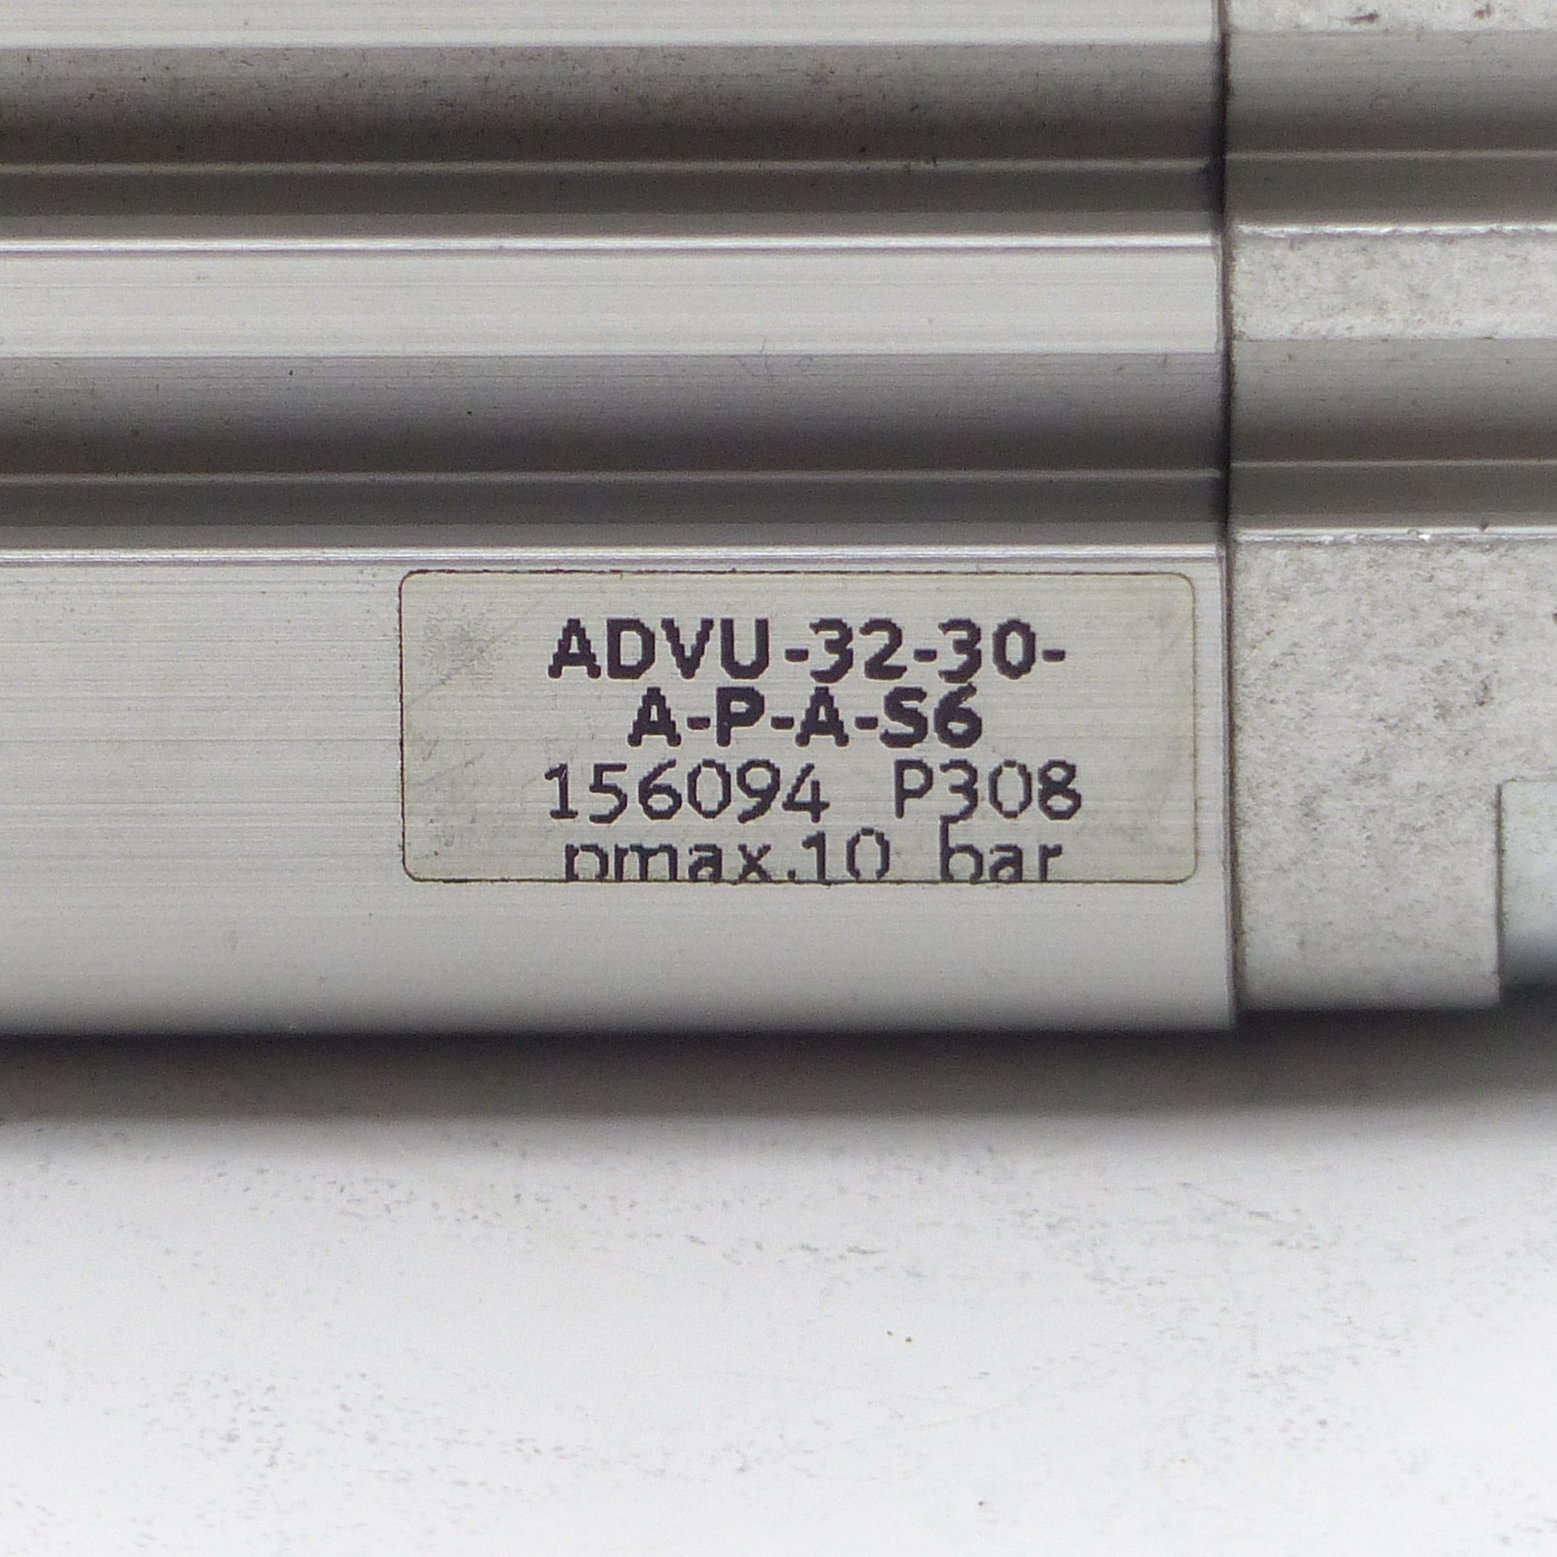 ADVU-32-30-
A-P-A-S6
156094 P308
pmax.10 bar